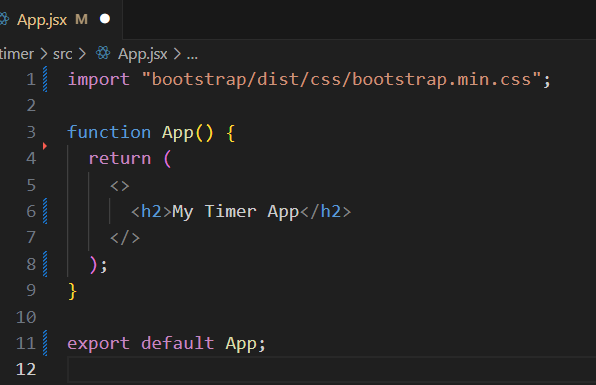 App.jsx M
timer > src > App.jsx > ...
1 import "bootstrap/dist/css/bootstrap.min.css";
2
3 function App() {
4   return (
5     <>
6       <h2>My Timer App</h2>
7     </>
8   );
9 }
10
11 export default App;
12